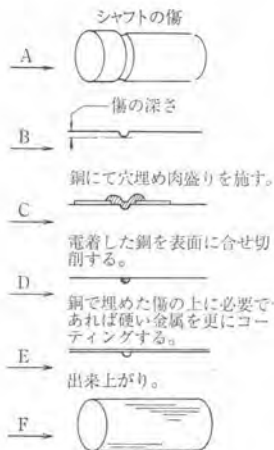 シャフトの傷
A
傷の深さ
B
銅にて穴埋め肉盛りを施す。
C
電着した銅を表面に合せ切
削する。
D
銅で埋めた傷の上に必要で
あれば硬い金属を更にコー
ティングする。
E
出来上がり。
F